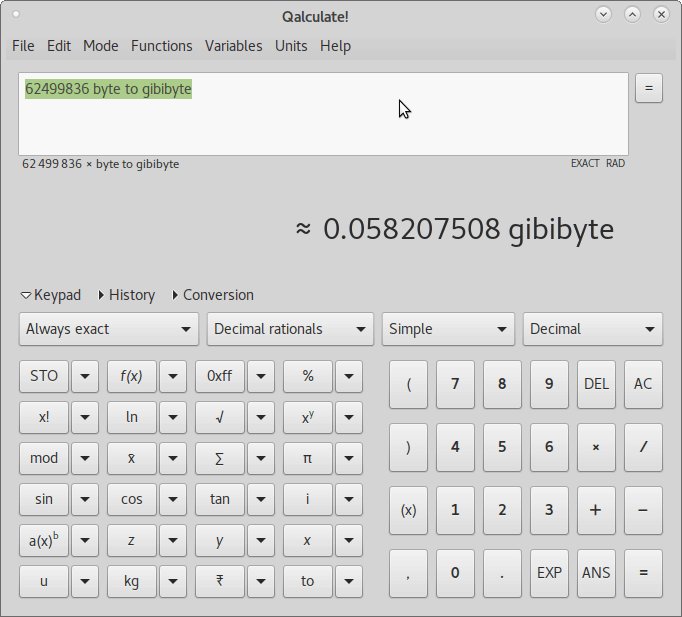 Qalculate!
File Edit Mode Functions Variables Units Help
62499836 byte to gibibyte
=
62 499 836 × byte to gibibyte
EXACT RAD
≈ 0.058207508 gibibyte
Keypad History Conversion
Always exact Decimal rationals Simple Decimal
STO f(x) 0xff % ( 7 8 9 DEL AC
x! ln √ xʸ ) 4 5 6 × /
mod x̄ ∑ π
sin cos tan i (x) 1 2 3 + −
a(x)ᵇ z y x
u kg ₹ to , 0 . EXP ANS =